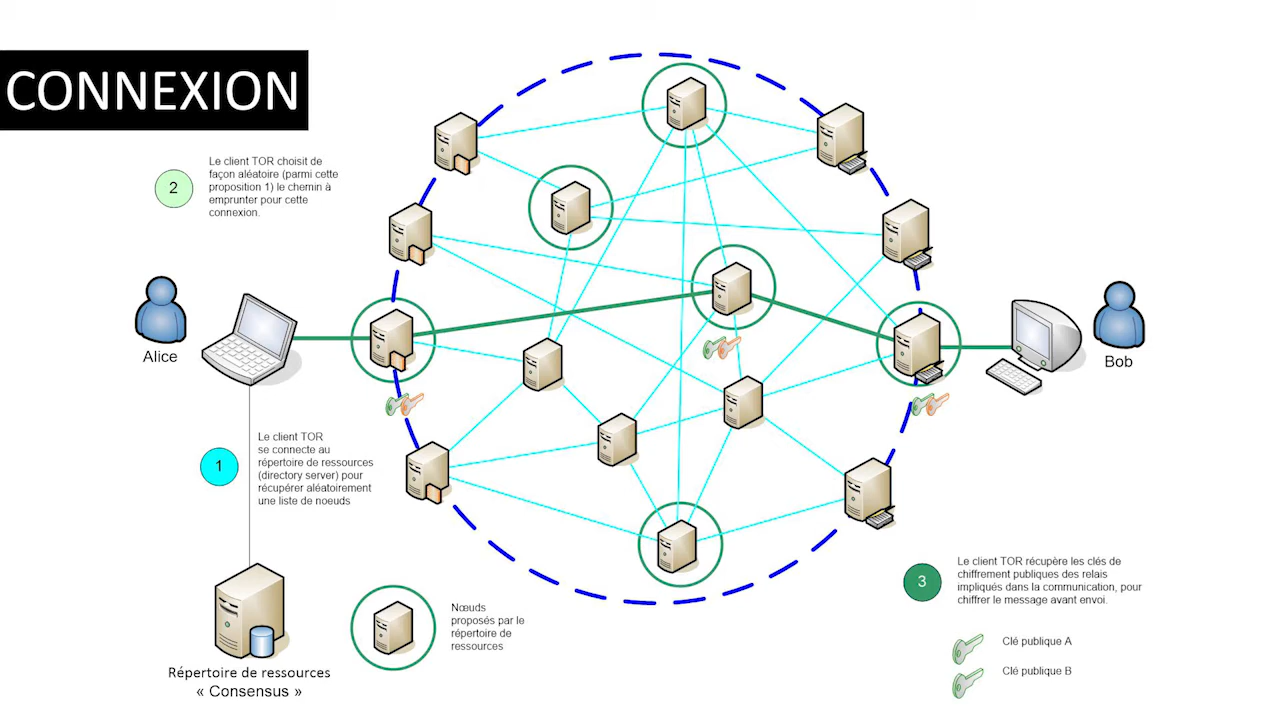 CONNEXION
2
Le client TOR choisit de
façon aléatoire (parmi cette
proposition 1) le chemin à
emprunter pour cette
connexion.
Alice
Bob
1
Le client TOR
se connecte au
répertoire de ressources
(directory server) pour
récupérer aléatoirement
une liste de noeuds
Répertoire de ressources
« Consensus »
Nœuds
proposés par le
répertoire de
ressources
3
Le client TOR récupère les clés de
chiffrement publiques des relais
impliqués dans la communication, pour
chiffrer le message avant envoi.
Clé publique A
Clé publique B